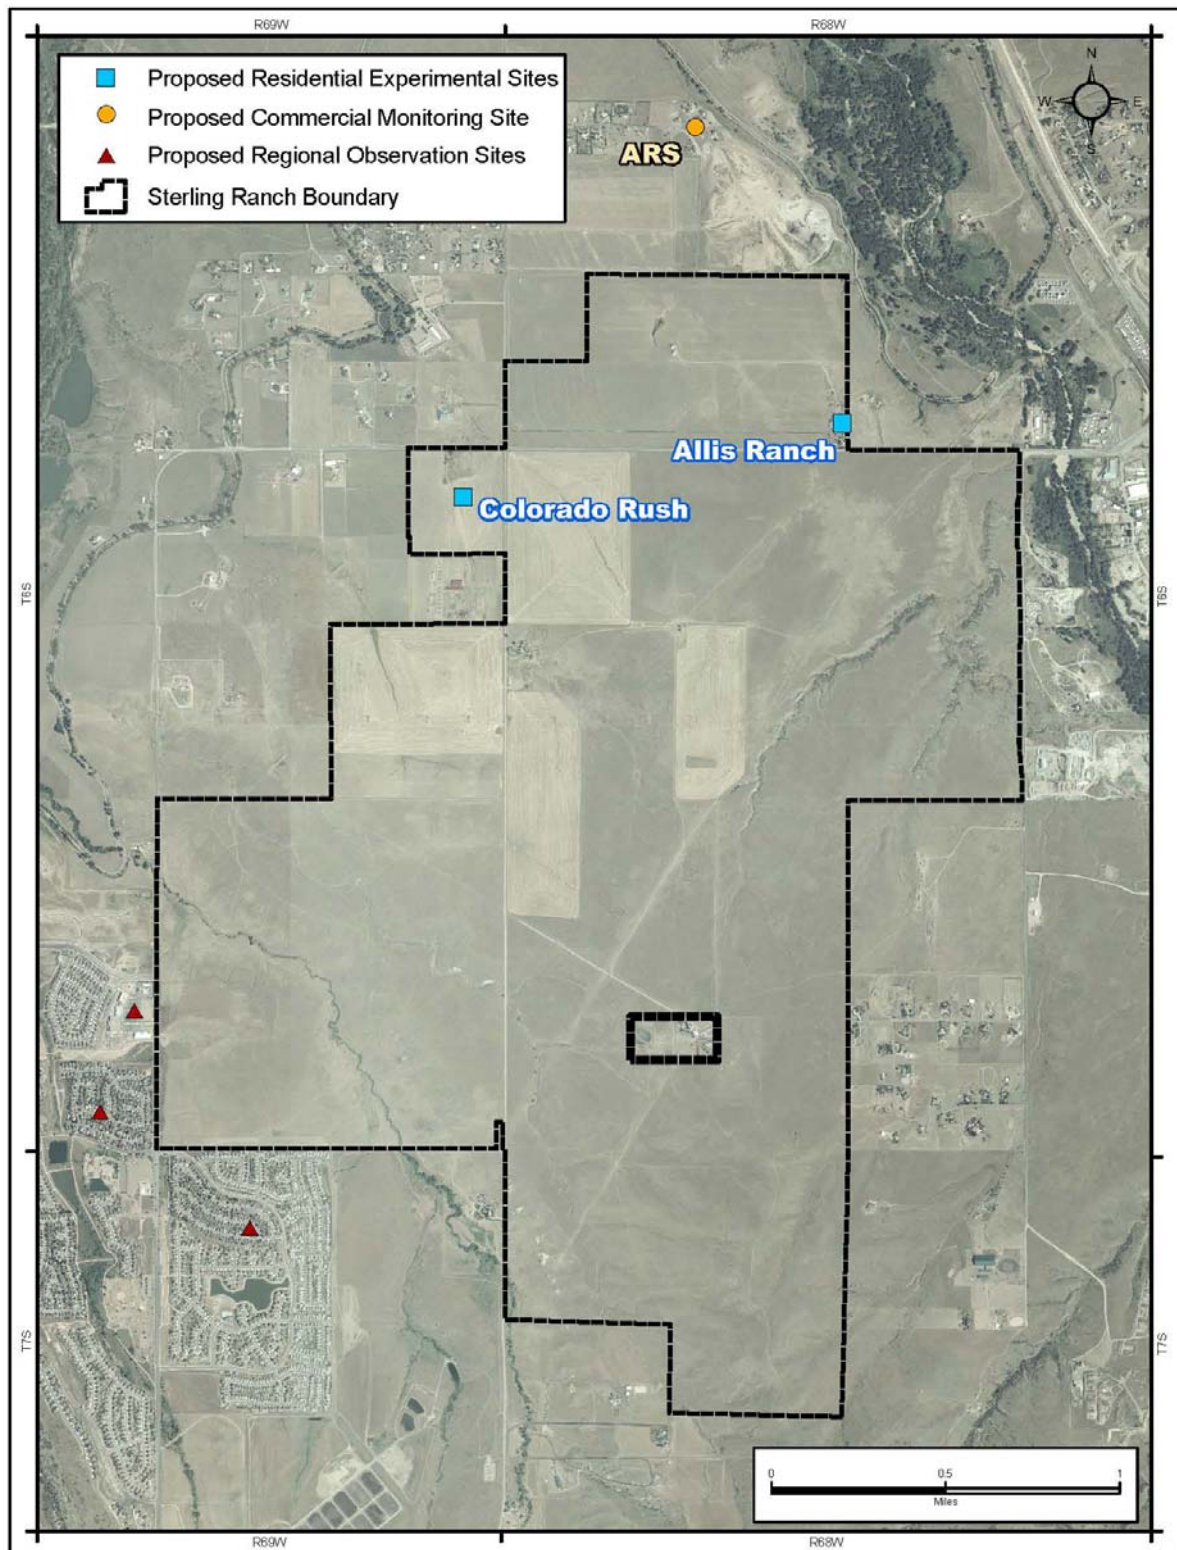 R69W
R68W
Proposed Residential Experimental Sites
Proposed Commercial Monitoring Site
Proposed Regional Observation Sites
Sterling Ranch Boundary
N
W
E
S
ARS
Allis Ranch
Colorado Rush
T6S
T6S
T7S
T7S
0
0.5
1
Miles
R69W
R68W